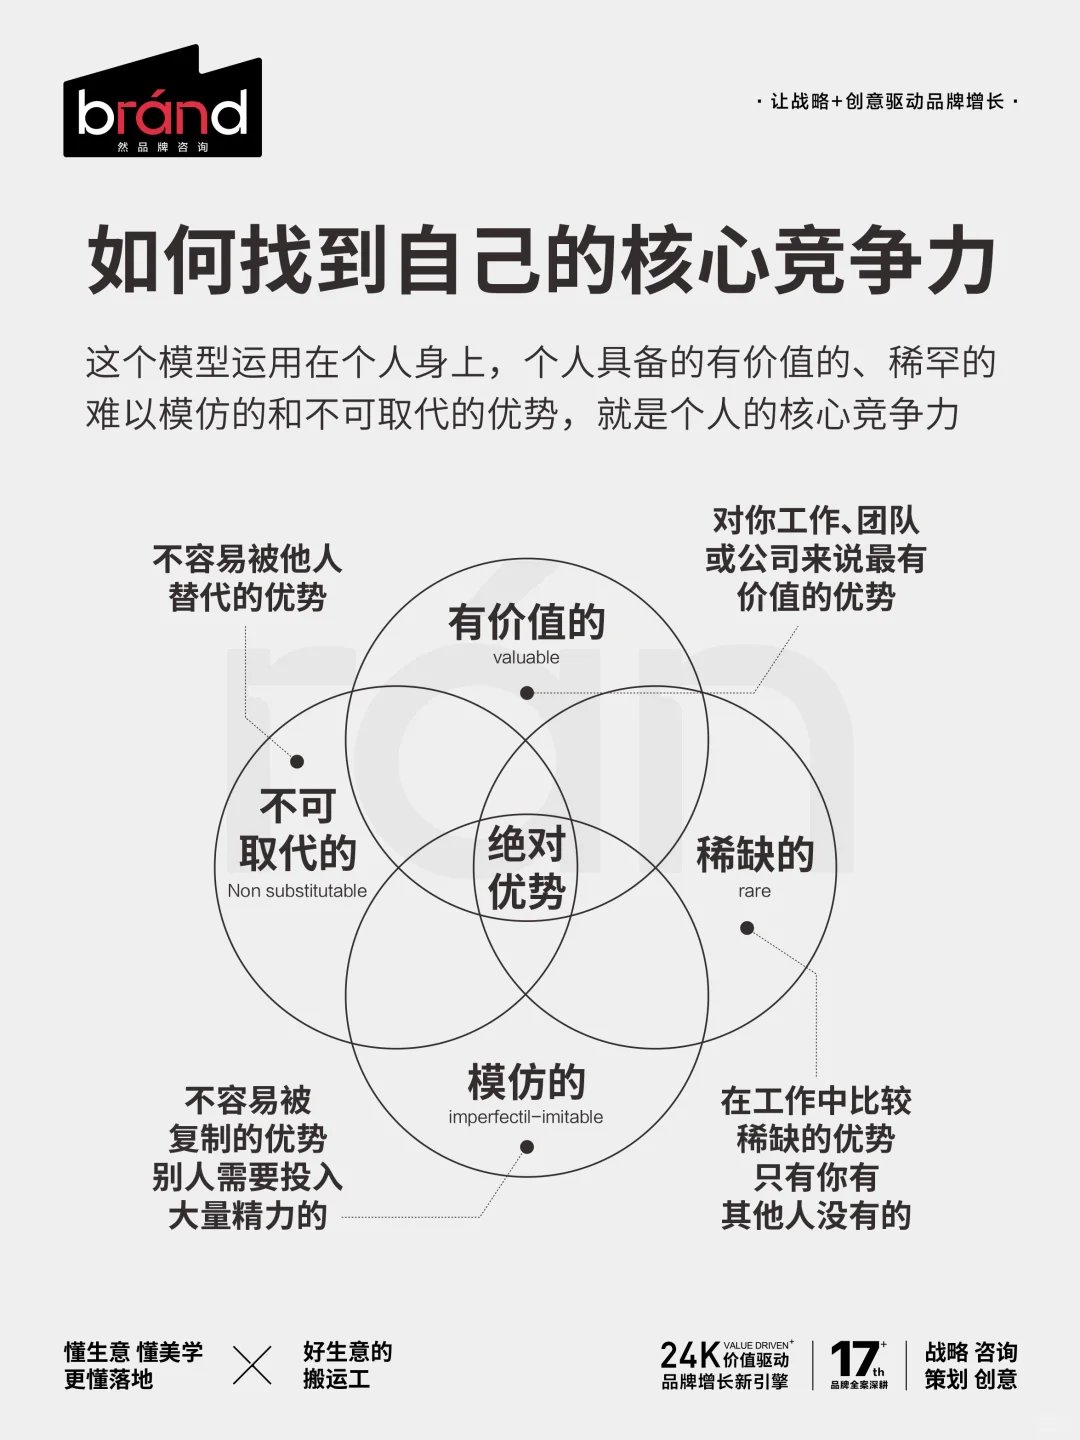 bránd
然品牌咨询
·让战略+创意驱动品牌增长·
如何找到自己的核心竞争力
这个模型运用在个人身上，个人具备的有价值的、稀罕的
难以模仿的和不可取代的优势，就是个人的核心竞争力
不容易被他人
替代的优势
对你工作、团队
或公司来说最有
价值的优势
有价值的
valuable
不可
取代的
Non substitutable
绝对
优势
稀缺的
rare
模仿的
imperfectil-imitable
不容易被
复制的优势
别人需要投入
大量精力的
在工作中比较
稀缺的优势
只有你有
其他人没有的
rán
懂生意 懂美学
更懂落地
好生意的
搬运工
24K VALUE DRIVEN+
价值驱动
品牌增长新引擎
17+th
品牌全案深耕
战略 咨询
策划 创意